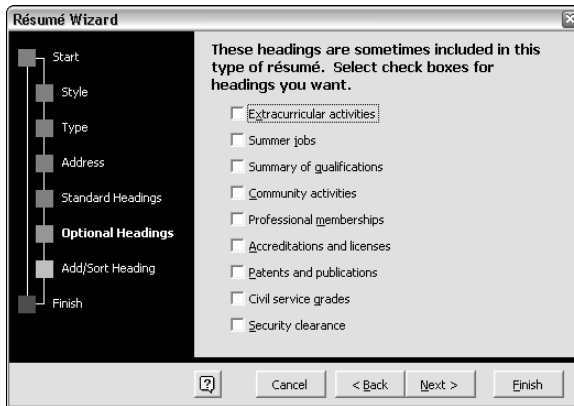 Résumé Wizard
Start
Style
Type
Address
Standard Headings
Optional Headings
Add/Sort Heading
Finish
These headings are sometimes included in this
type of résumé. Select check boxes for
headings you want.
Extracurricular activities
Summer jobs
Summary of qualifications
Community activities
Professional memberships
Accreditations and licenses
Patents and publications
Civil service grades
Security clearance
? Cancel < Back Next > Finish